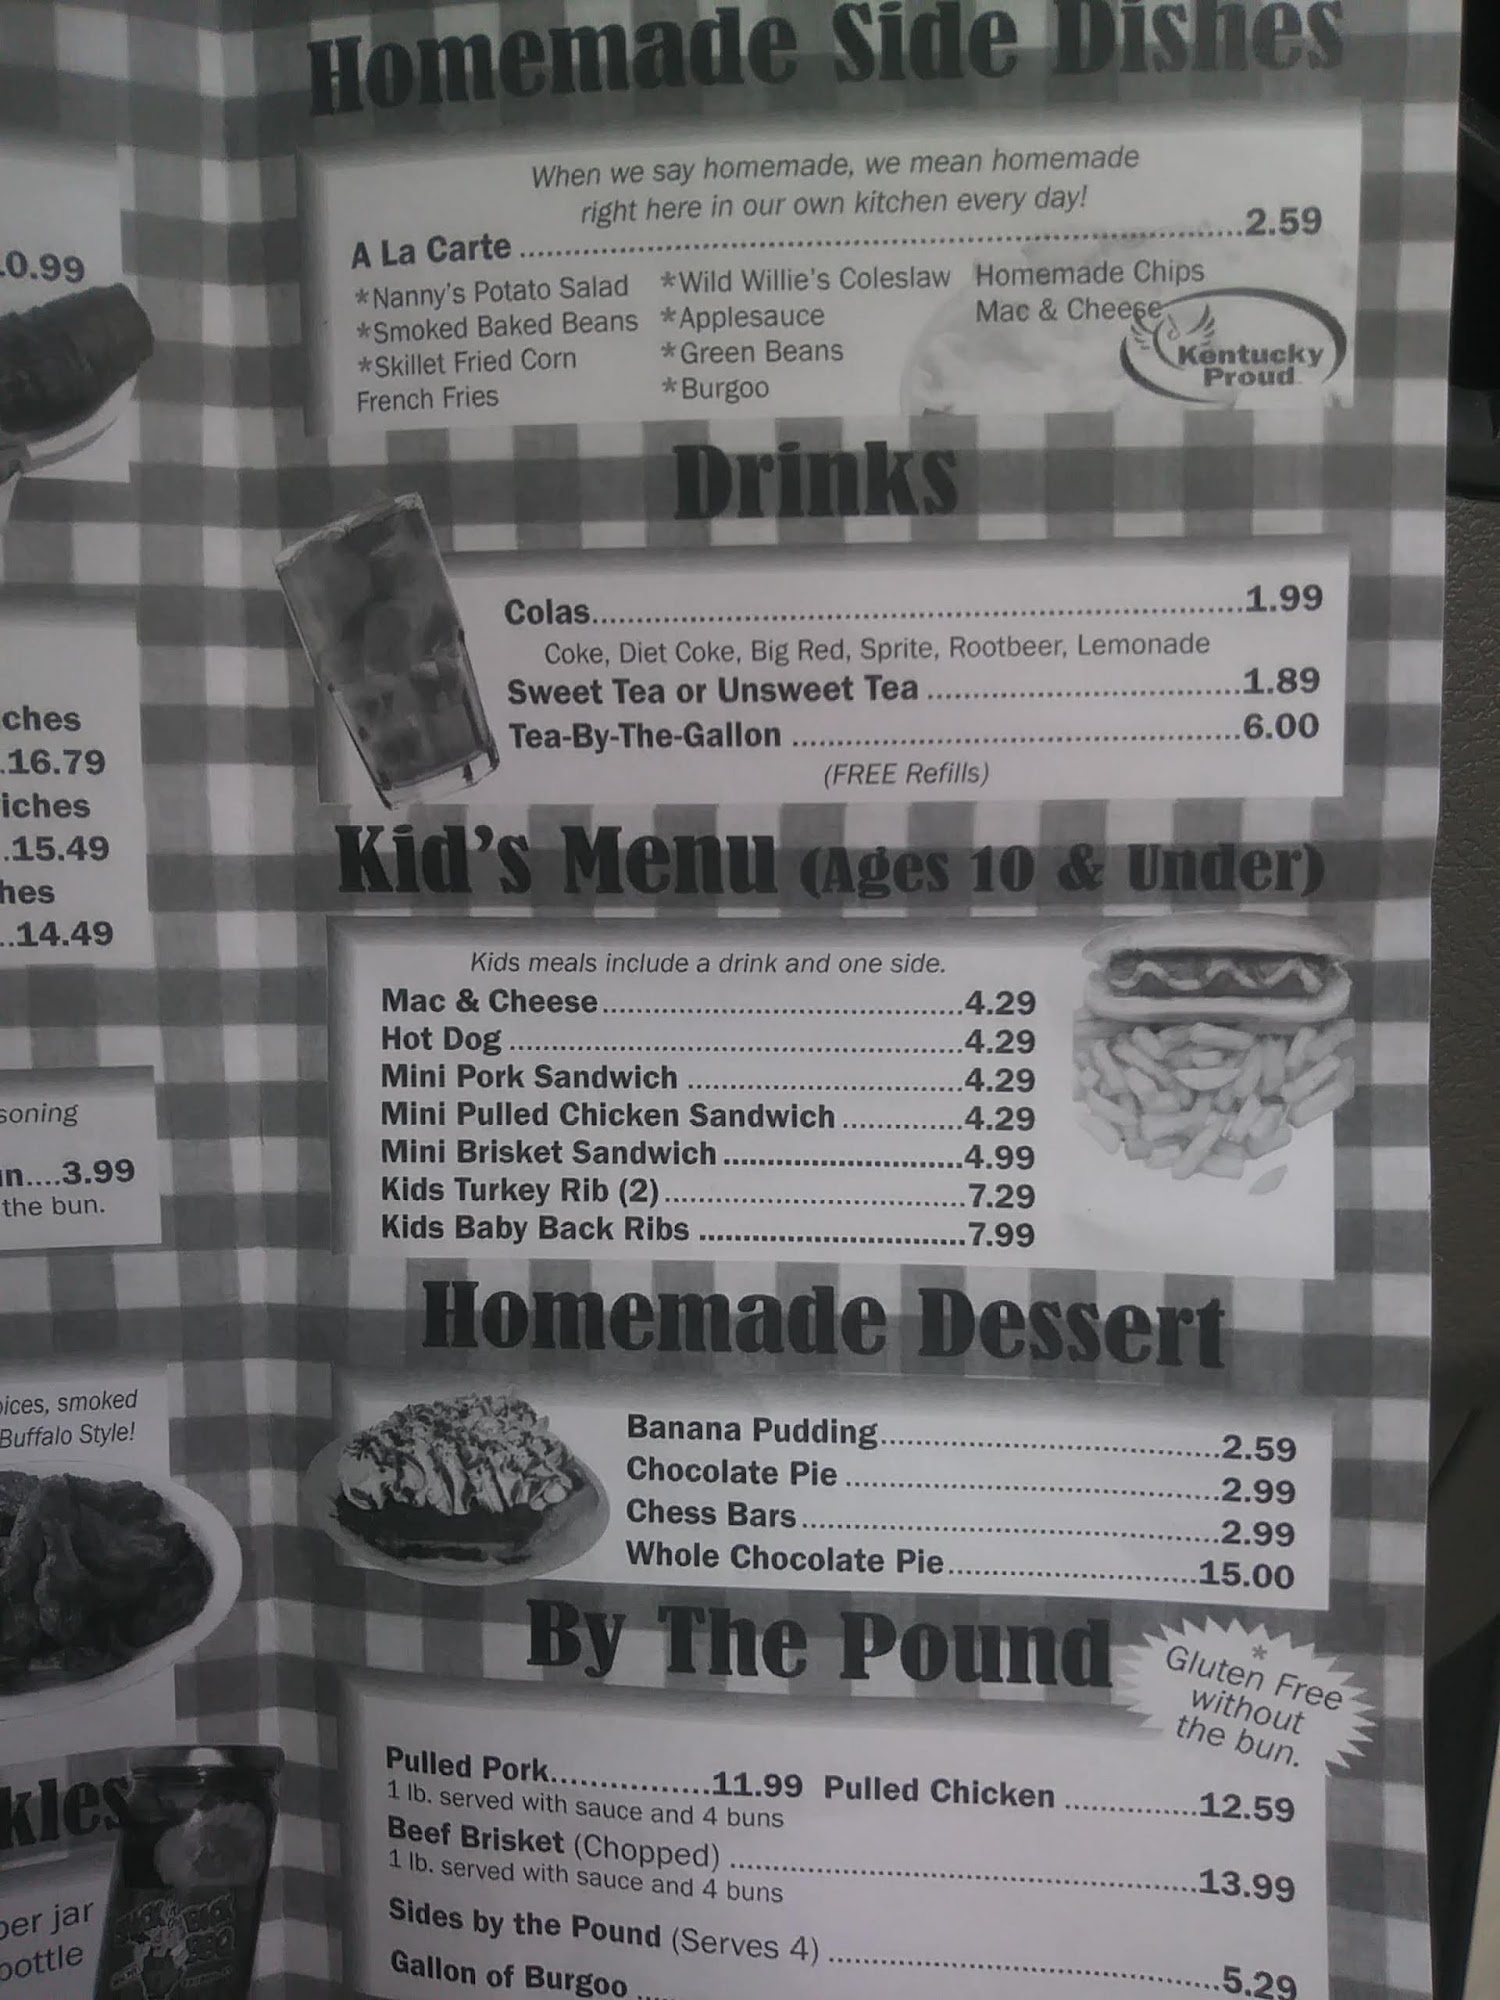 Homemade Side Dishes
When we say homemade, we mean homemade
right here in our own kitchen every day!
A La Carte ........ 2.59
*Nanny's Potato Salad *Wild Willie's Coleslaw Homemade Chips
*Smoked Baked Beans *Applesauce Mac & Cheese
*Skillet Fried Corn *Green Beans
French Fries *Burgoo
Kentucky
Proud
Drinks
Colas........1.99
Coke, Diet Coke, Big Red, Sprite, Rootbeer, Lemonade
Sweet Tea or Unsweet Tea ........1.89
Tea-By-The-Gallon ........6.00
(FREE Refills)
Kid's Menu (Ages 10 & Under)
Kids meals include a drink and one side.
Mac & Cheese........4.29
Hot Dog ........4.29
Mini Pork Sandwich ........4.29
Mini Pulled Chicken Sandwich ........4.29
Mini Brisket Sandwich ........4.99
Kids Turkey Rib (2)........7.29
Kids Baby Back Ribs ........7.99
Homemade Dessert
Banana Pudding........2.59
Chocolate Pie ........2.99
Chess Bars........2.99
Whole Chocolate Pie........15.00
By The Pound
*
Gluten Free
without
the bun.
Pulled Pork........11.99 Pulled Chicken ........12.59
1 lb. served with sauce and 4 buns
Beef Brisket (Chopped) ........13.99
1 lb. served with sauce and 4 buns
Sides by the Pound (Serves 4) ........5.29
Gallon of Burgoo
0.99
ches
16.79
iches
15.49
hes
14.49
soning
n....3.99
the bun.
ices, smoked
Buffalo Style!
kles
per jar
bottle